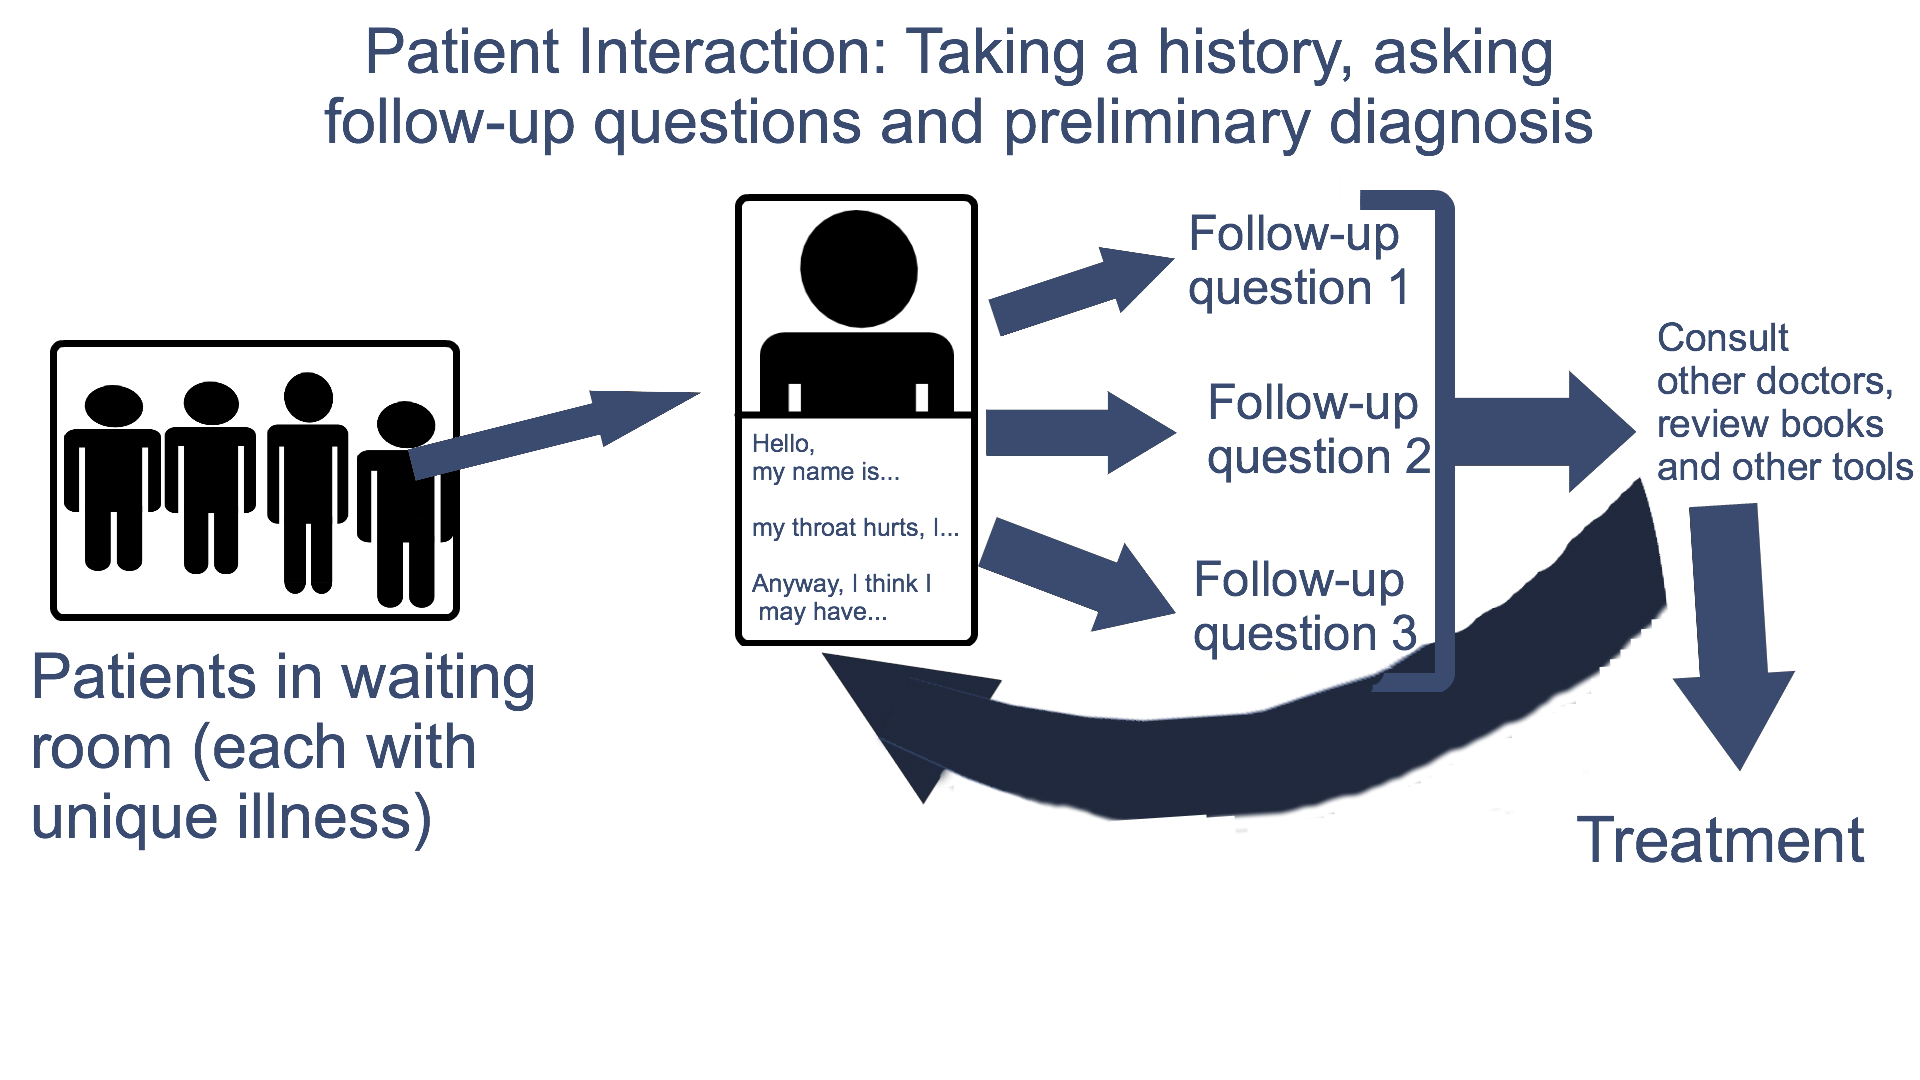 Patient Interaction: Taking a history, asking
follow-up questions and preliminary diagnosis
Patients in waiting
room (each with
unique illness)
Hello,
my name is...
my throat hurts, I...
Anyway, I think I
may have...
Follow-up
question 1
Follow-up
question 2
Follow-up
question 3
Consult
other doctors,
review books
and other tools
Treatment